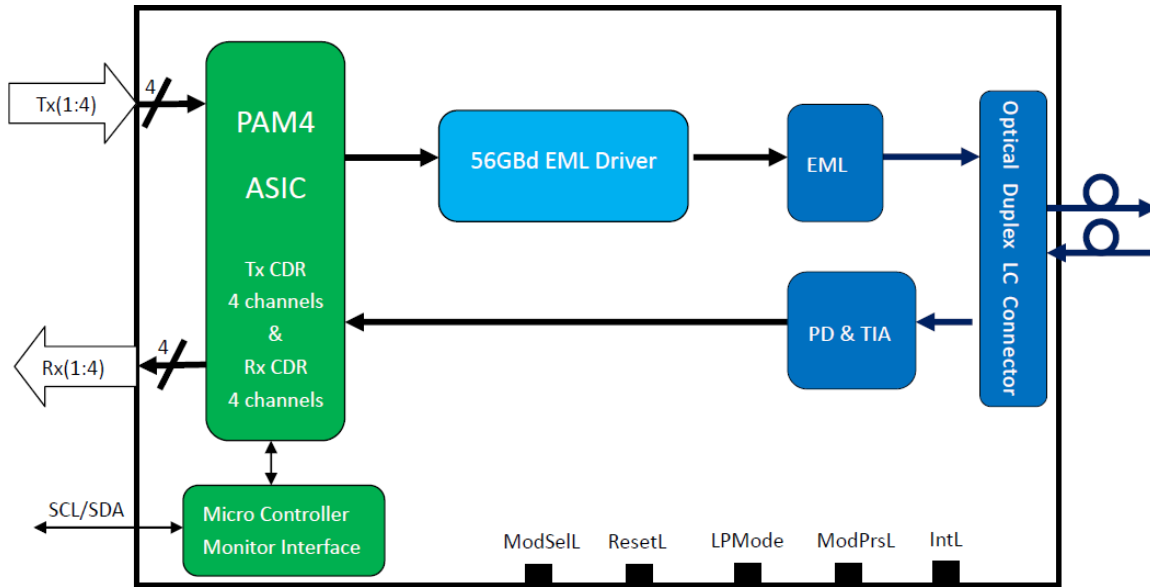 Tx(1:4)
4
PAM4
ASIC
Tx CDR
4 channels
&
Rx CDR
4 channels
56GBd EML Driver
EML
Optical Duplex LC Connector
PD & TIA
4
Rx(1:4)
SCL/SDA
Micro Controller
Monitor Interface
ModSelL
ResetL
LPMode
ModPrsL
IntL